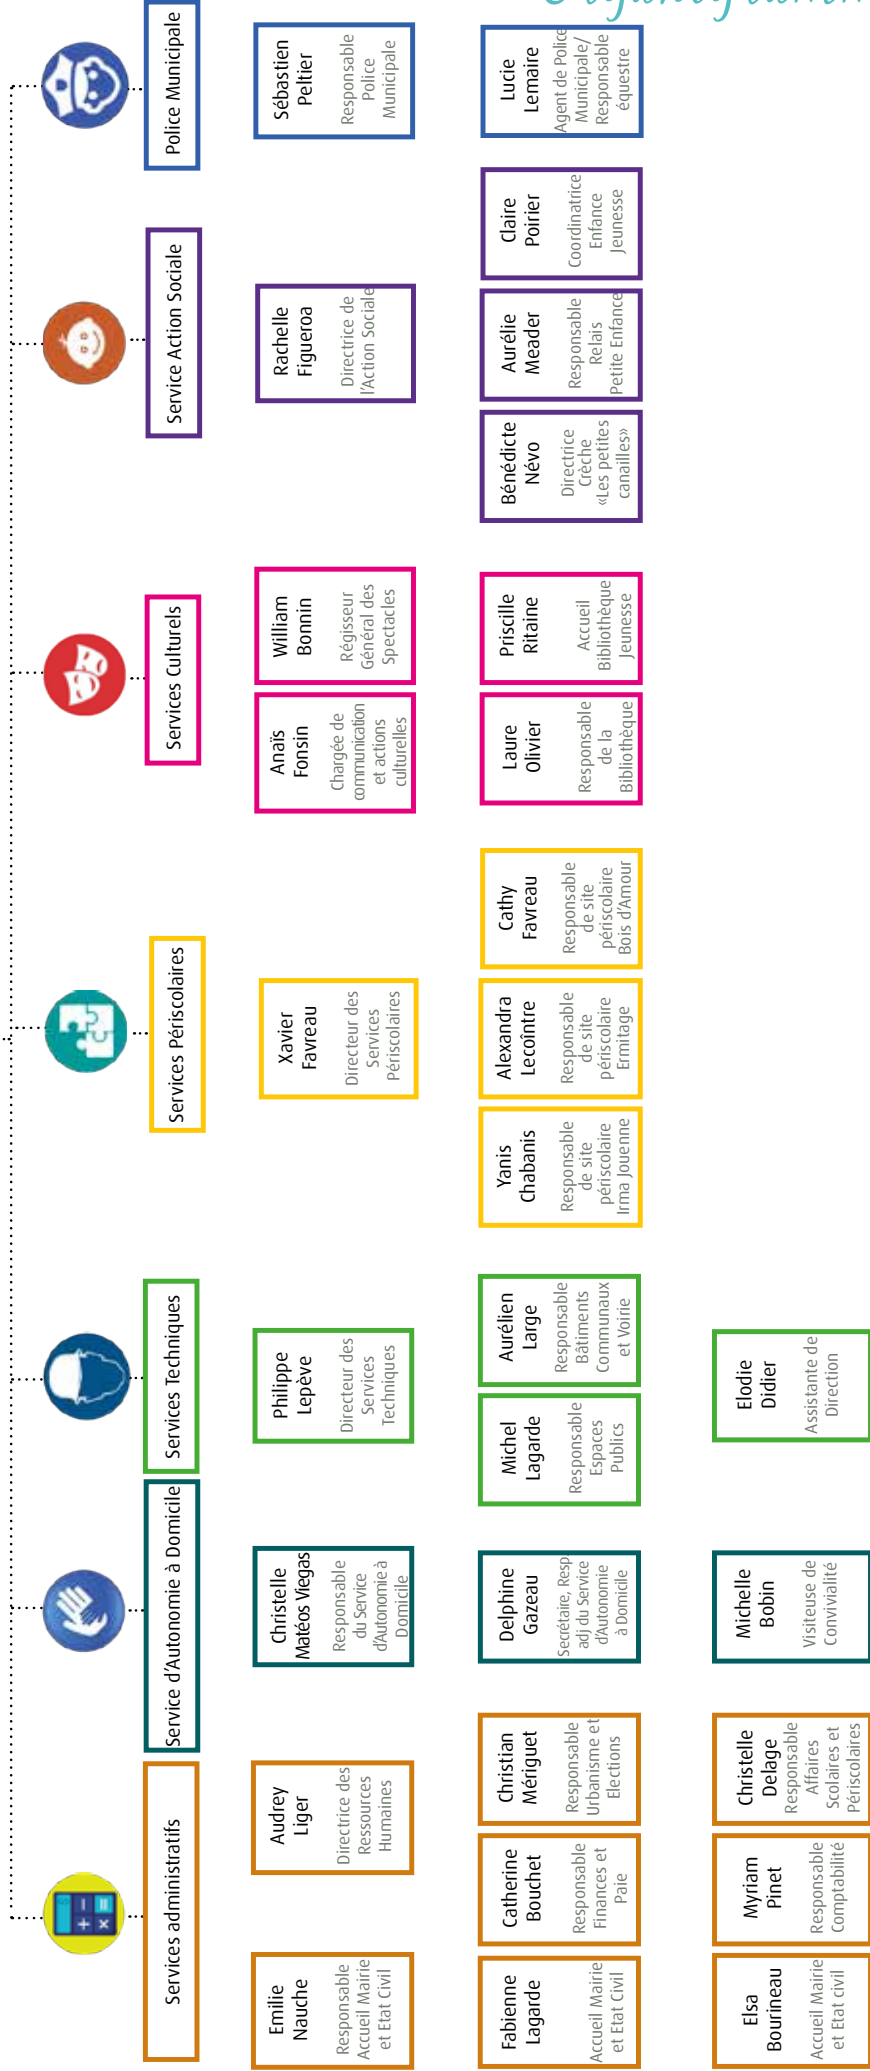 Services administratifs
Emilie
Nauche
Responsable
Accueil Mairie
et Etat Civil
Audrey
Liger
Directrice des
Ressources
Humaines
Fabienne
Lagarde
Accueil Mairie
et Etat Civil
Catherine
Bouchet
Responsable
Finances et
Paie
Christian
Mériguet
Responsable
Urbanisme et
Elections
Elsa
Bourineau
Accueil Mairie
et Etat civil
Myriam
Pinet
Responsable
Comptabilité
Christelle
Delage
Responsable
Affaires
Scolaires et
Périscolaires
Service d'Autonomie à Domicile
Christelle
Matéos Viegas
Responsable
du Service
d'Autonomie à
Domicile
Delphine
Gazeau
Secrétaire, Resp
adj du Service
d'Autonomie
à Domicile
Michelle
Bobin
Visiteuse de
Convivialité
Services Techniques
Philippe
Lepève
Directeur des
Services
Techniques
Michel
Lagarde
Responsable
Espaces
Publics
Aurélien
Large
Responsable
Bâtiments
Communaux
et Voirie
Elodie
Didier
Assistante de
Direction
Services Périscolaires
Xavier
Favreau
Directeur des
Services
Périscolaires
Yanis
Chabanis
Responsable
de site
périscolaire
Irma Jouenne
Alexandra
Lecointre
Responsable
de site
périscolaire
Ermitage
Cathy
Favreau
Responsable
de site
périscolaire
Bois d'Amour
Services Culturels
Anaïs
Fonsin
Chargée de
communication
et actions
culturelles
William
Bonnin
Régisseur
Général des
Spectacles
Laure
Olivier
Responsable
de la
Bibliothèque
Priscille
Ritaine
Accueil
Bibliothèque
Jeunesse
Service Action Sociale
Rachelle
Figueroa
Directrice de
l'Action Sociale
Bénédicte
Névo
Directrice
Crèche
«Les petites
canailles»
Aurélie
Meader
Responsable
Relais
Petite Enfance
Claire
Poirier
Coordinatrice
Enfance
Jeunesse
Police Municipale
Sébastien
Peltier
Responsable
Police
Municipale
Lucie
Lemaire
Agent de Police
Municipale/
Responsable
équestre